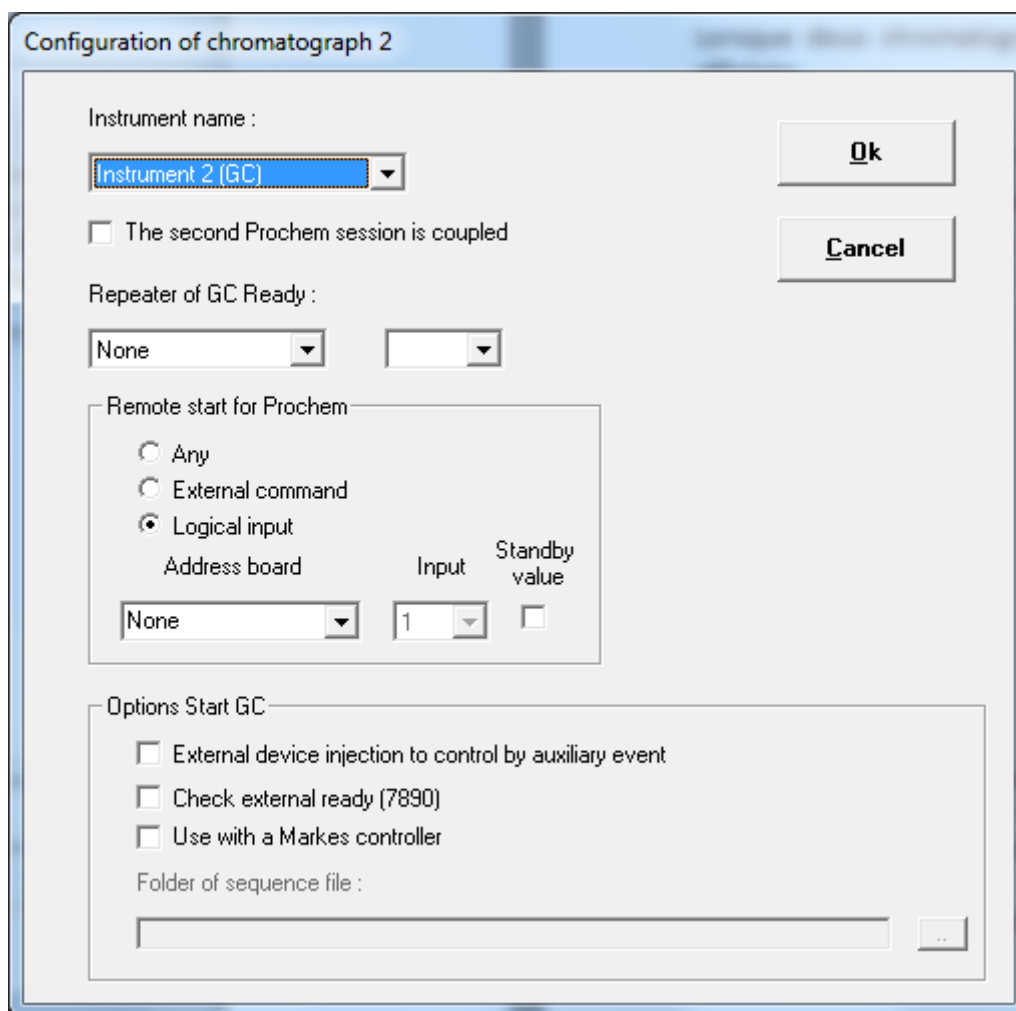 Configuration of chromatograph 2
Lorsque deux chromatog
Instrument name :
Ok
Instrument 2 (GC)
The second Prochem session is coupled
Cancel
Repeater of GC Ready :
None
Remote start for Prochem
Any
External command
Logical input
Address board Input Standby value
None 1
Options Start GC
External device injection to control by auxiliary event
Check external ready (7890)
Use with a Markes controller
Folder of sequence file :
..